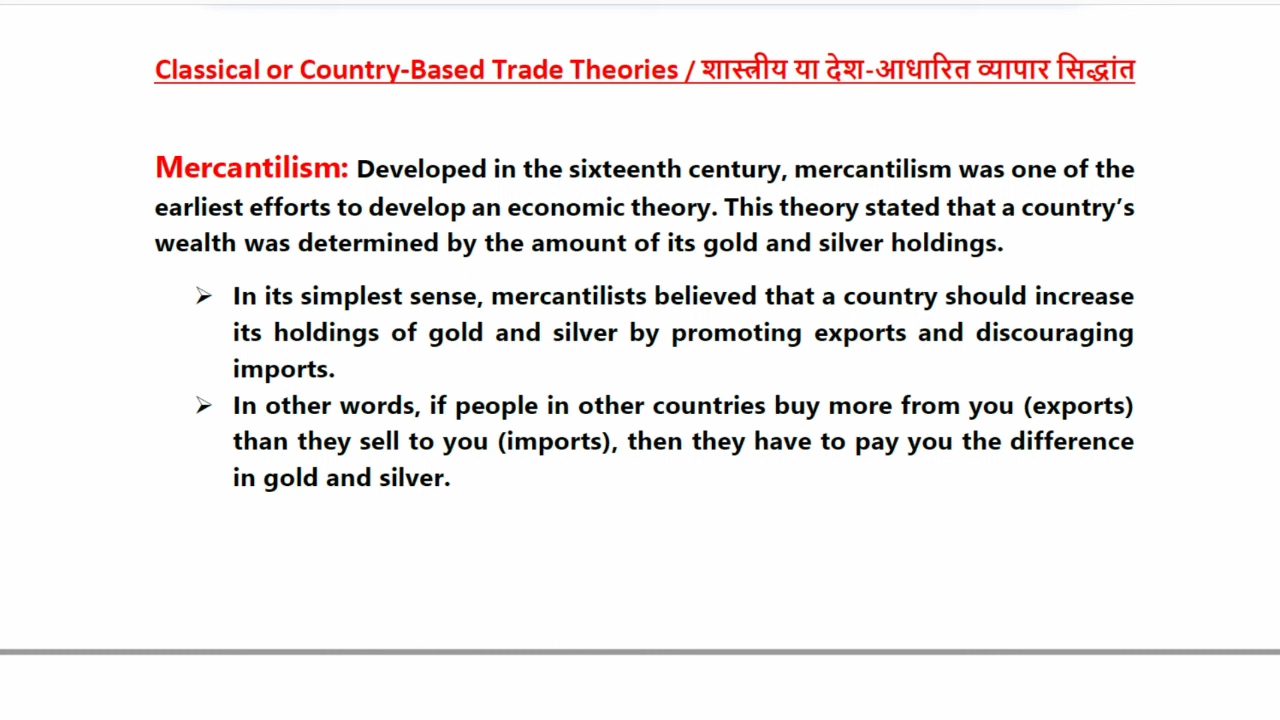 Classical or Country-Based Trade Theories / शास्त्रीय या देश-आधारित व्यापार सिद्धांत
Mercantilism: Developed in the sixteenth century, mercantilism was one of the
earliest efforts to develop an economic theory. This theory stated that a country’s
wealth was determined by the amount of its gold and silver holdings.
➢ In its simplest sense, mercantilists believed that a country should increase
its holdings of gold and silver by promoting exports and discouraging
imports.
➢ In other words, if people in other countries buy more from you (exports)
than they sell to you (imports), then they have to pay you the difference
in gold and silver.